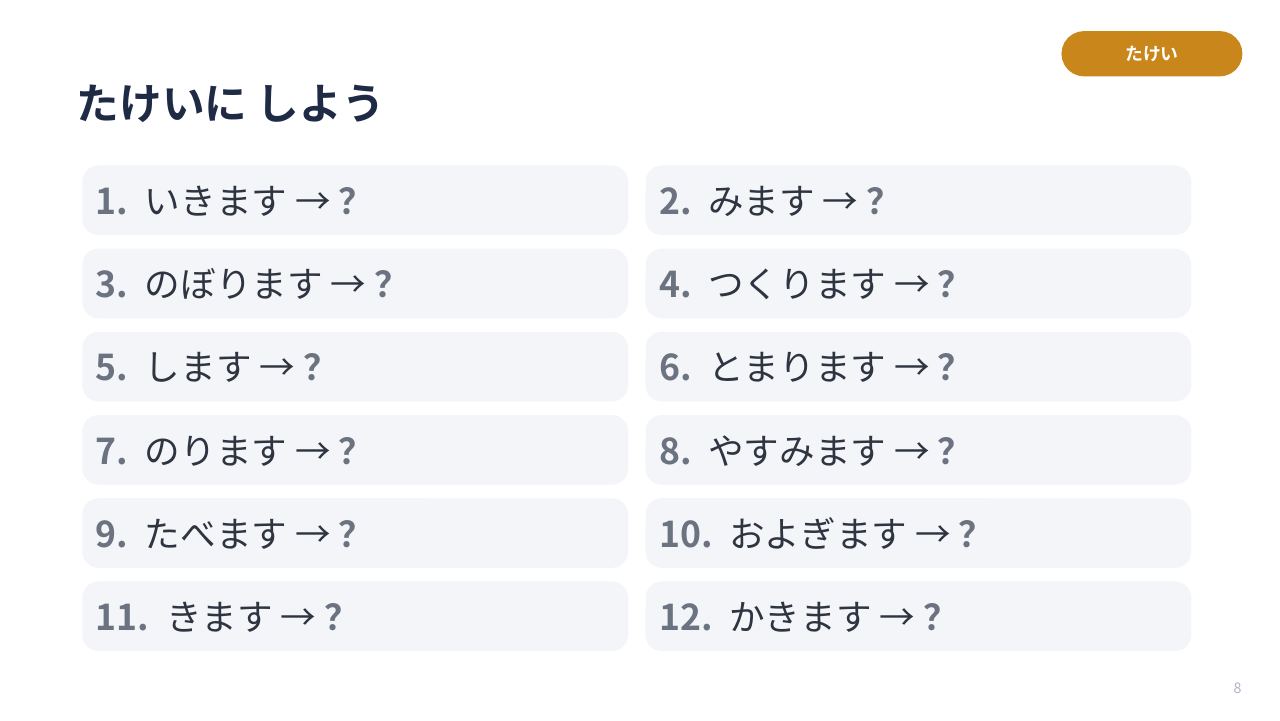 たけい
たけいに しよう
1. いきます → ?
2. みます → ?
3. のぼります → ?
4. つくります → ?
5. します → ?
6. とまります → ?
7. のります → ?
8. やすみます → ?
9. たべます → ?
10. およぎます → ?
11. きます → ?
12. かきます → ?
8